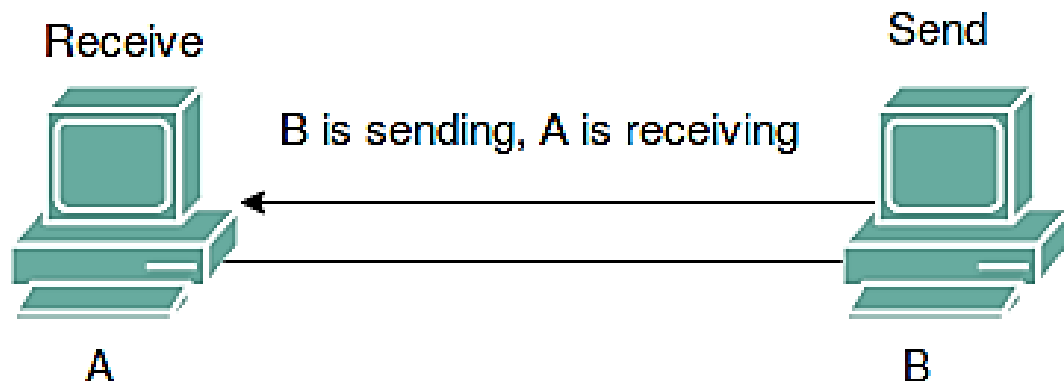 Receive
Send
B is sending, A is receiving
A
B